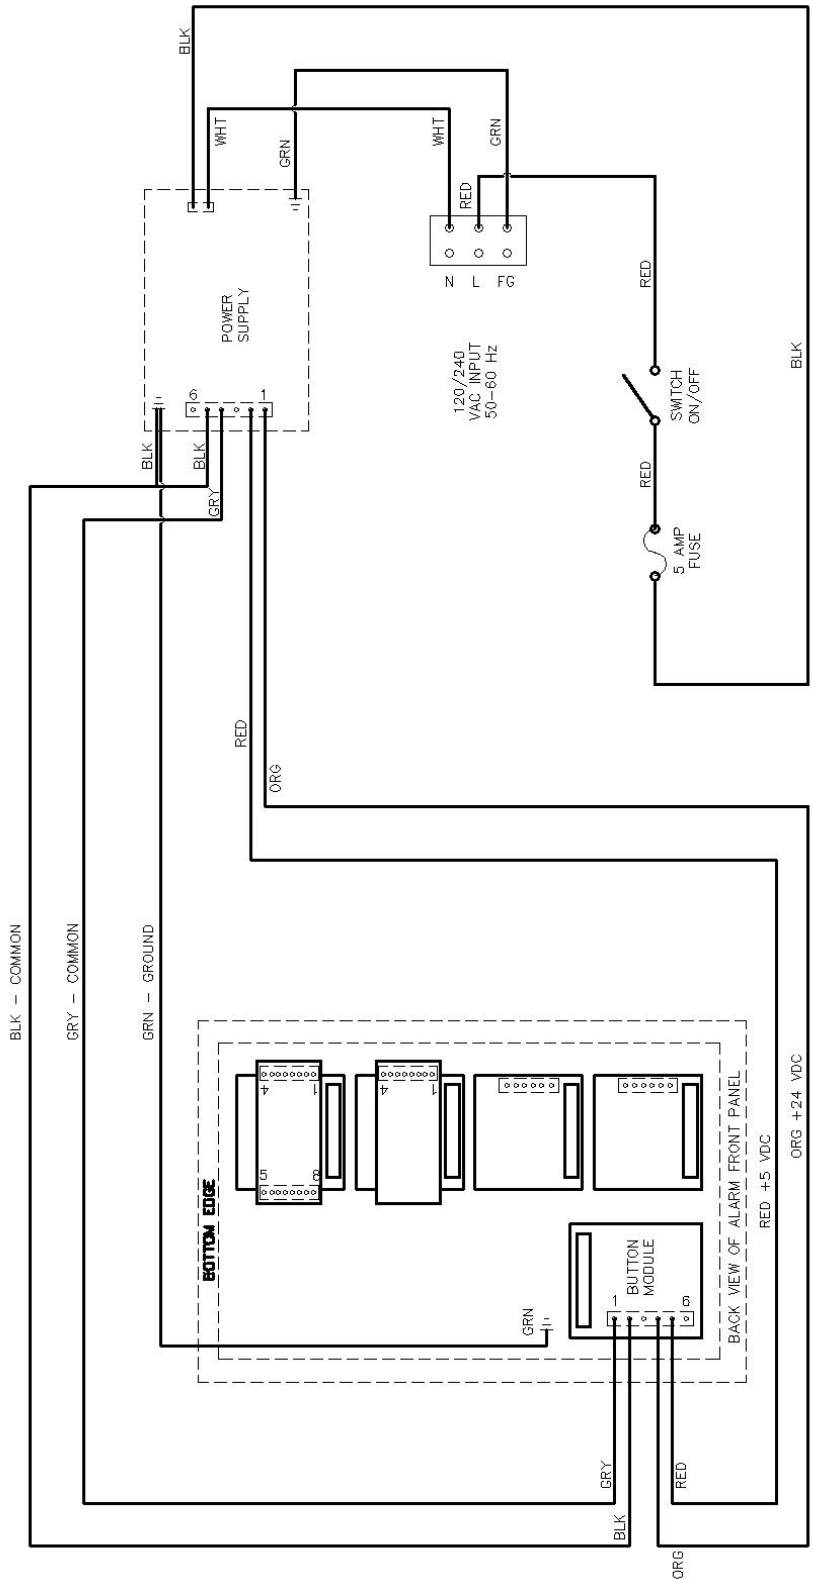 BLK
WHT
GRN
WHT
RED
GRN
POWER
SUPPLY
6
1
N
L
FG
120/240
VAC INPUT
50-60 Hz
RED
SWITCH
ON/OFF
RED
5 AMP
FUSE
BLK
BLK
BLK
GRY
RED
ORG
BLK - COMMON
GRY - COMMON
GRN - GROUND
BOTTOM EDGE
4
1
5
8
4
1
GRN
BUTTON
MODULE
1
6
BACK VIEW OF ALARM FRONT PANEL
RED +5 VDC
ORG +24 VDC
GRY
BLK
RED
ORG